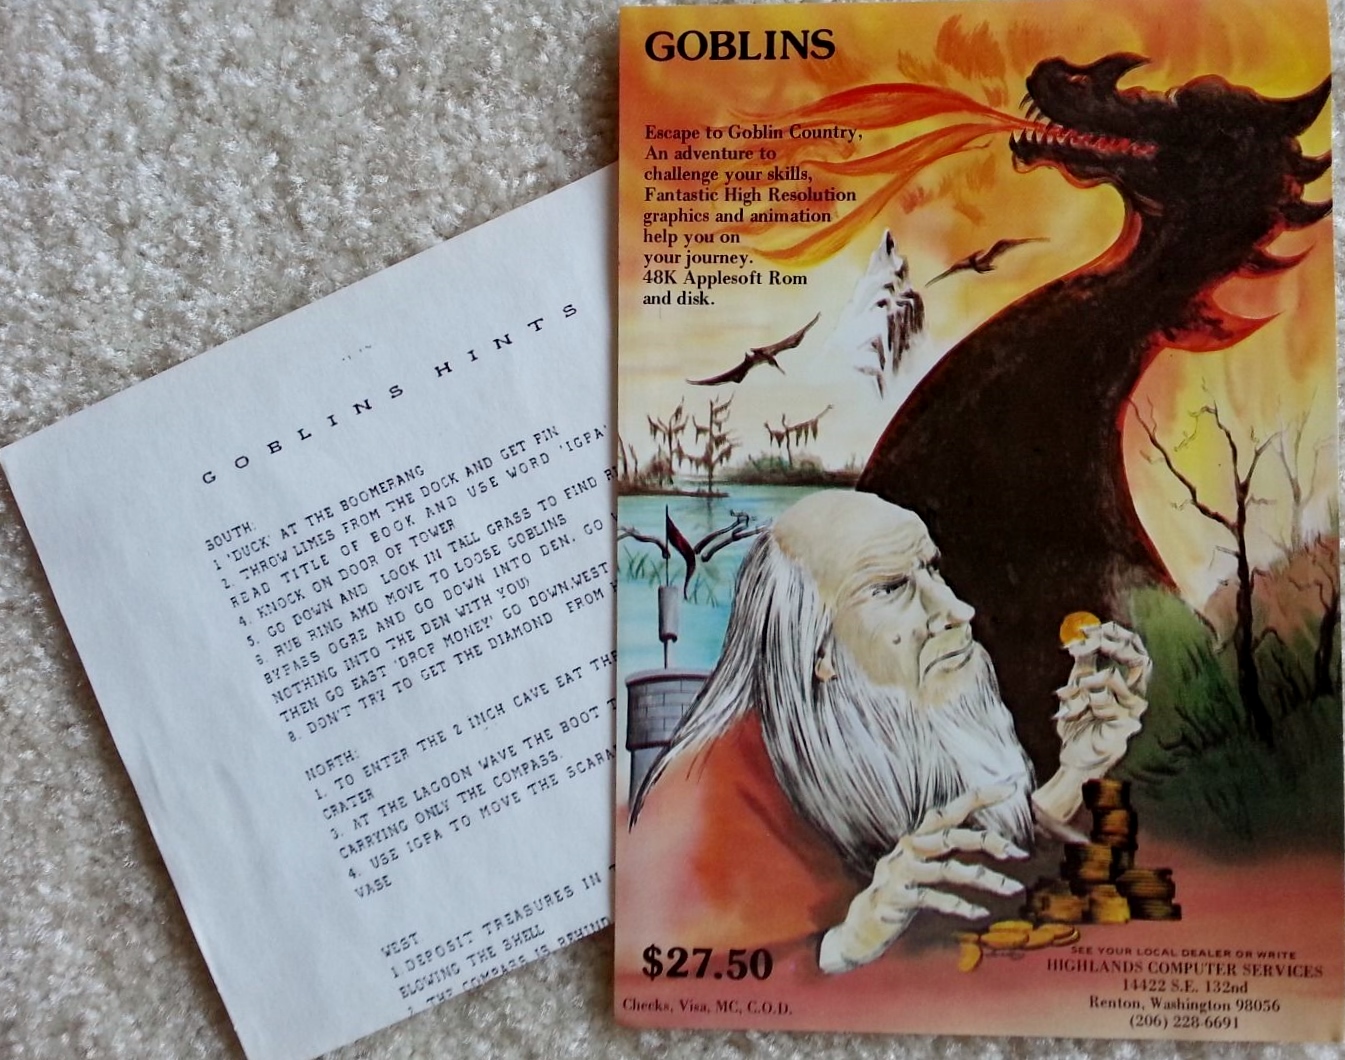 GOBLINS
Escape to Goblin Country,
An adventure to
challenge your skills,
Fantastic High Resolution
graphics and animation
help you on
your journey.
48K Applesoft Rom
and disk.
$27.50
Checks, Visa, MC, C.O.D.
SEE YOUR LOCAL DEALER OR WRITE
HIGHLANDS COMPUTER SERVICES
14422 S.E. 132nd
Renton, Washington 98056
(206) 228-6691
GOBLINS HINTS
SOUTH:
1 'DUCK' AT THE BOOMERANG
2. THROW LIMES FROM THE DOCK AND GET FIN
READ TITLE OF BOOK AND USE WORD 'IGPA'
4. KNOCK ON DOOR OF TOWER
5. GO DOWN AND LOOK IN TALL GRASS TO FIND
6. RUB RING AMD MOVE TO LOOSE GOBLINS
BYPASS OGRE AND GO DOWN INTO DEN. GO
NOTHING INTO THE DEN WITH YOU)
THEN GO EAST 'DROP MONEY' GO DOWN,WEST
8. DON'T TRY TO GET THE DIAMOND FROM
NORTH:
1. TO ENTER THE 2 INCH CAVE EAT THE
CRATER
3. AT THE LAGOON WAVE THE BOOT
CARRYING ONLY THE COMPASS.
4. USE IGPA TO MOVE THE
VASE
WEST
1.DEPOSIT TREASURES IN
BLOWING THE SHELL
THE COMPASS IS BEHIND